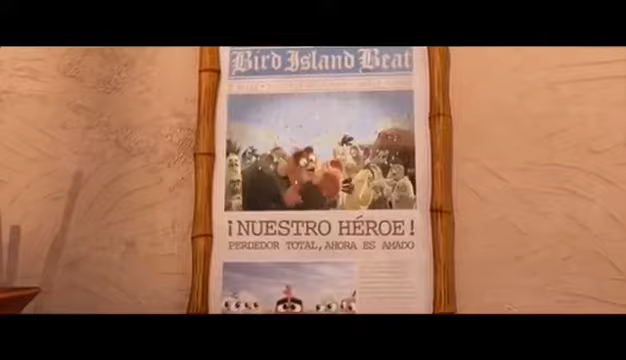 Bird Island Beat
¡NUESTRO HÉROE!
PERDEDOR TOTAL, AHORA ES AMADO